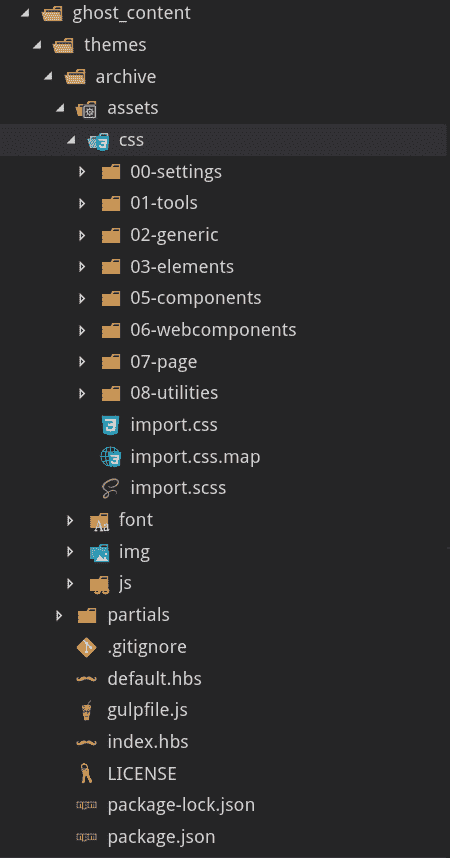 ghost_content
themes
archive
assets
css
00-settings
01-tools
02-generic
03-elements
05-components
06-webcomponents
07-page
08-utilities
import.css
import.css.map
import.scss
font
img
js
partials
.gitignore
default.hbs
gulpfile.js
index.hbs
LICENSE
package-lock.json
package.json